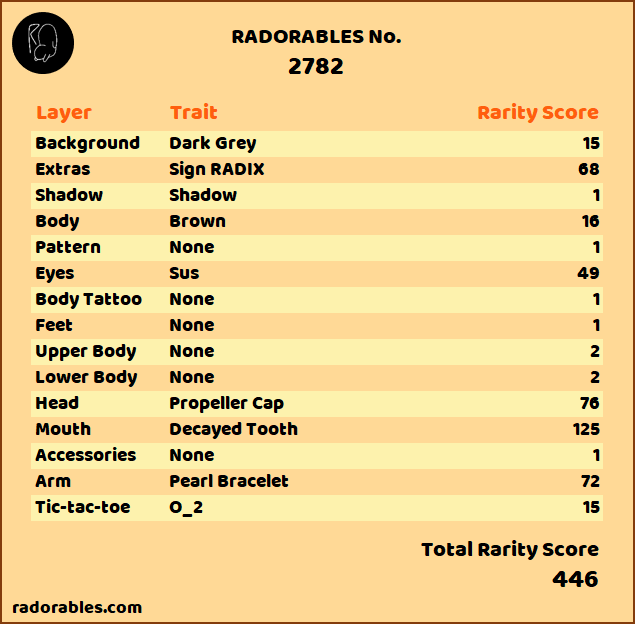 RADORABLES No.
2782
Layer Trait Rarity Score
Background Dark Grey 15
Extras Sign RADIX 68
Shadow Shadow 1
Body Brown 16
Pattern None 1
Eyes Sus 49
Body Tattoo None 1
Feet None 1
Upper Body None 2
Lower Body None 2
Head Propeller Cap 76
Mouth Decayed Tooth 125
Accessories None 1
Arm Pearl Bracelet 72
Tic-tac-toe O_2 15
Total Rarity Score
446
radorables.com